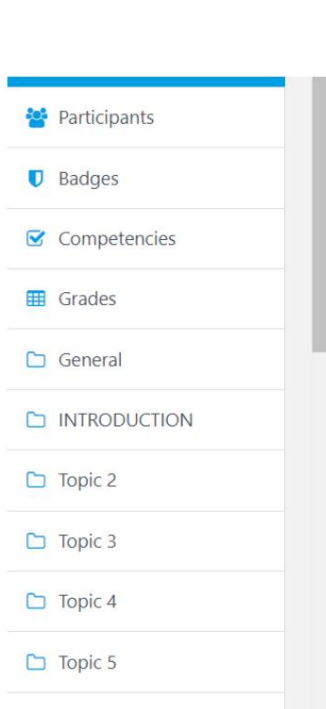 Participants
Badges
Competencies
Grades
General
INTRODUCTION
Topic 2
Topic 3
Topic 4
Topic 5